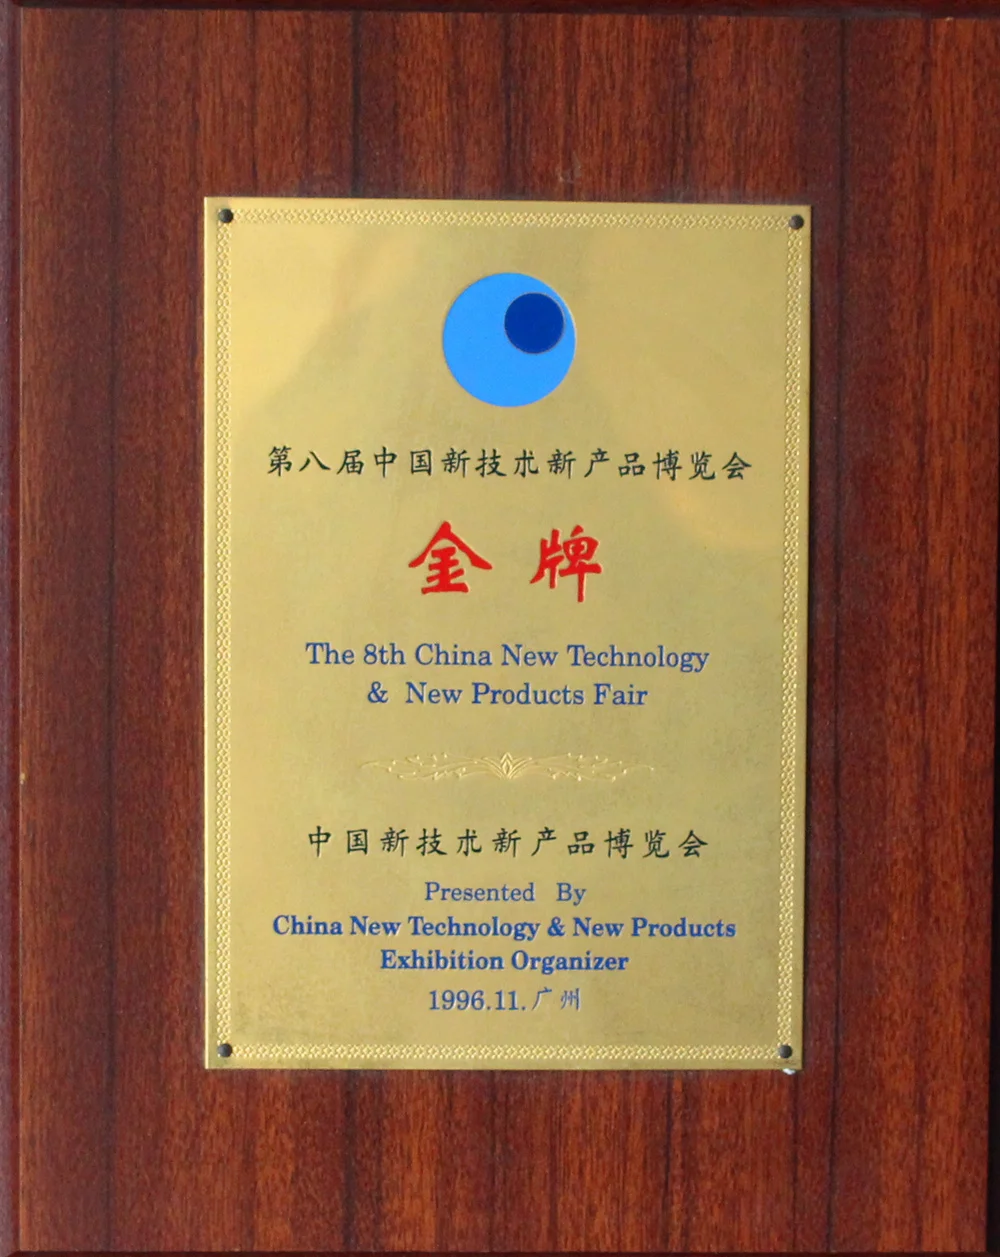 第八届中国新技术新产品博览会
金牌
The 8th China New Technology
& New Products Fair
中国新技术新产品博览会
Presented By
China New Technology & New Products
Exhibition Organizer
1996.11.广州